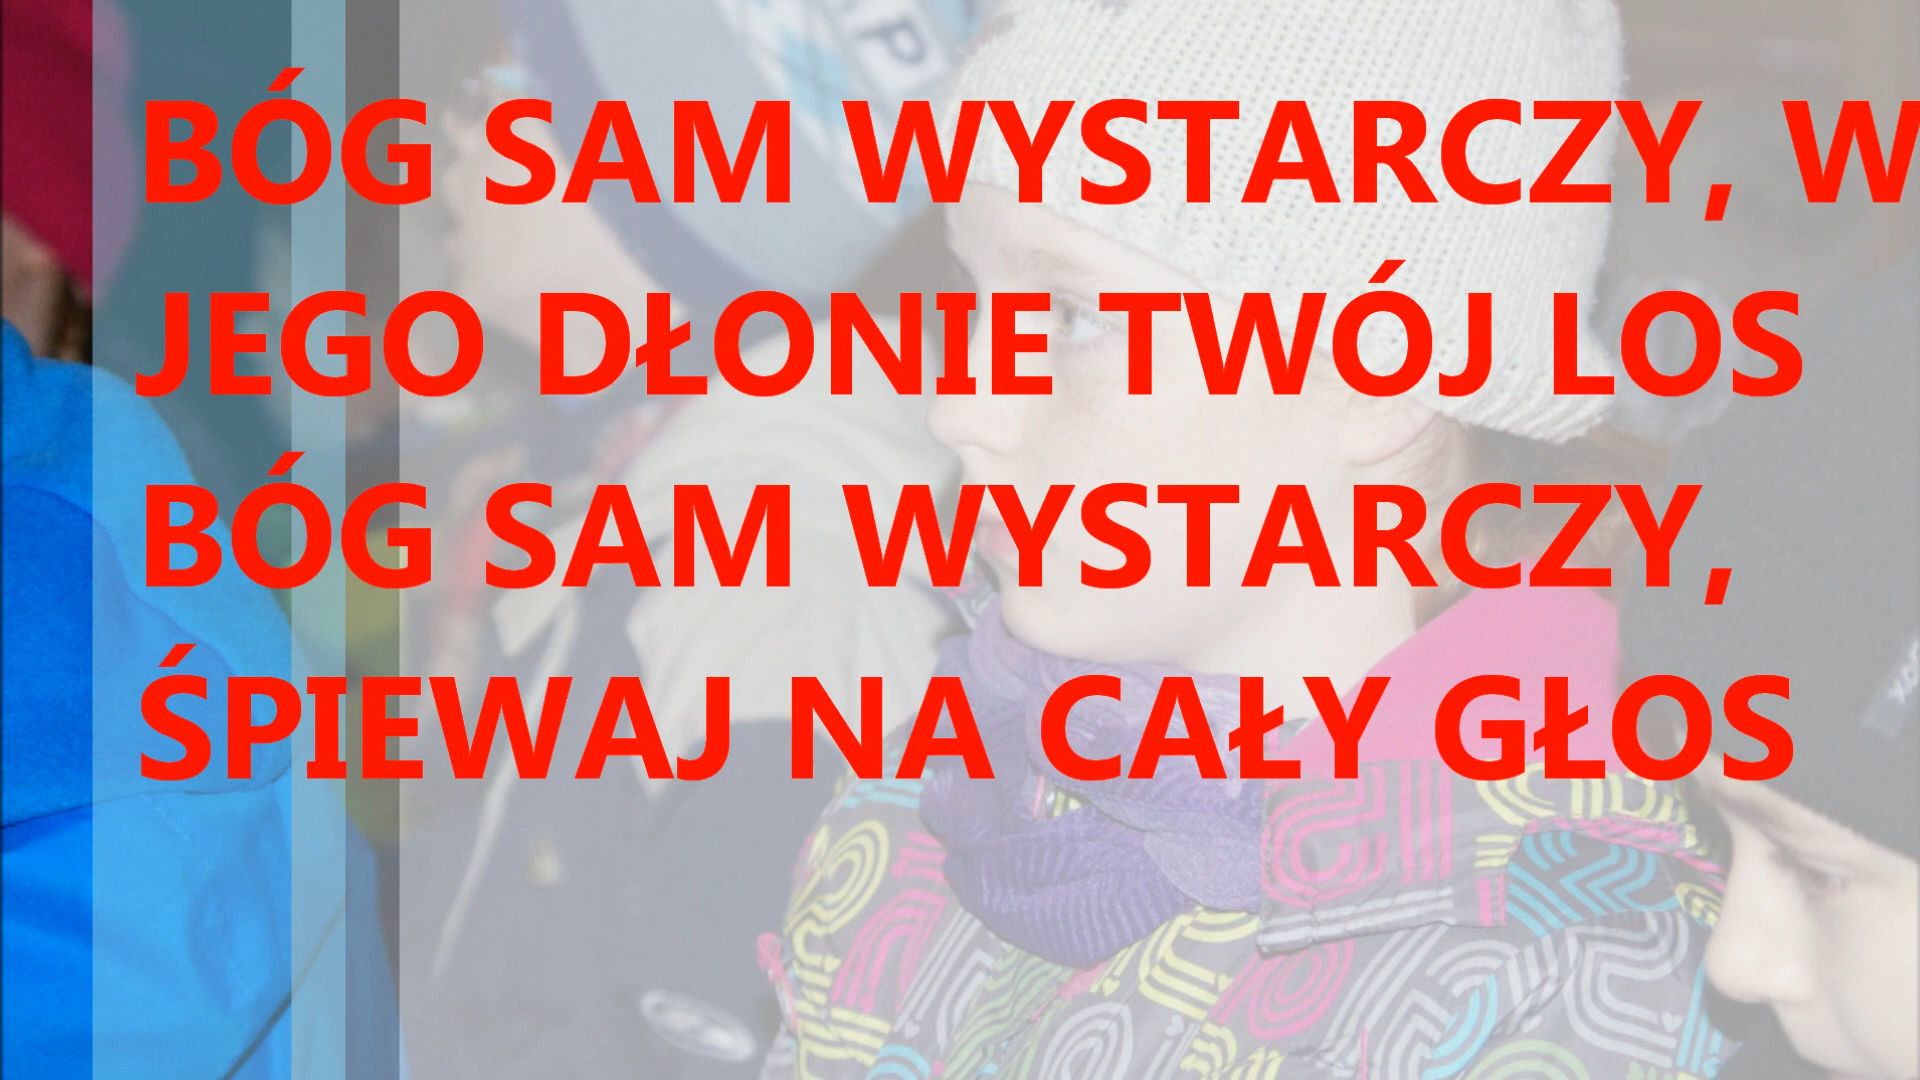 BÓG SAM WYSTARCZY, W
JEGO DŁONIE TWÓJ LOS
BÓG SAM WYSTARCZY,
ŚPIEWAJ NA CAŁY GŁOS